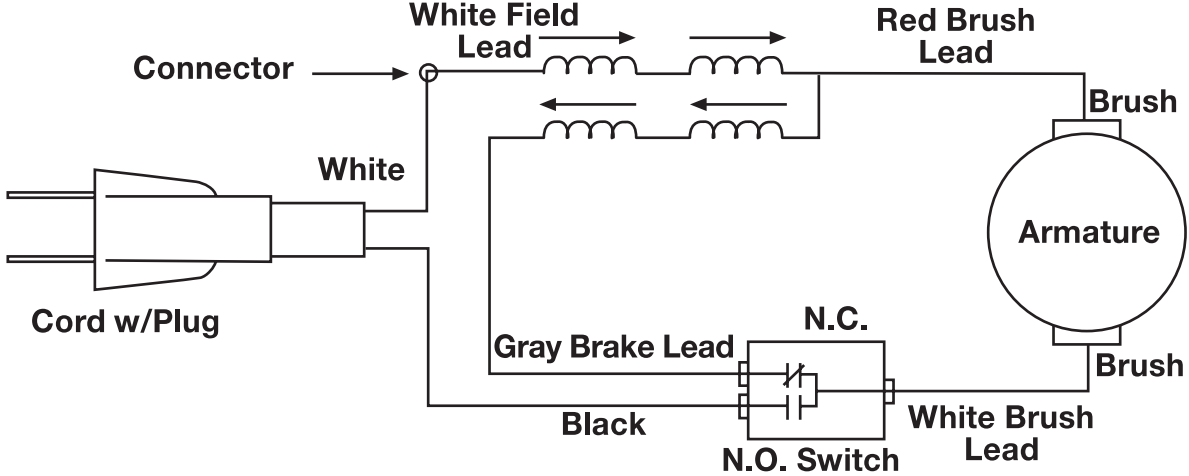 White Field
Lead
Red Brush
Lead
Connector
Brush
White
Armature
Cord w/Plug
N.C.
Gray Brake Lead
Brush
Black
White Brush
Lead
N.O. Switch